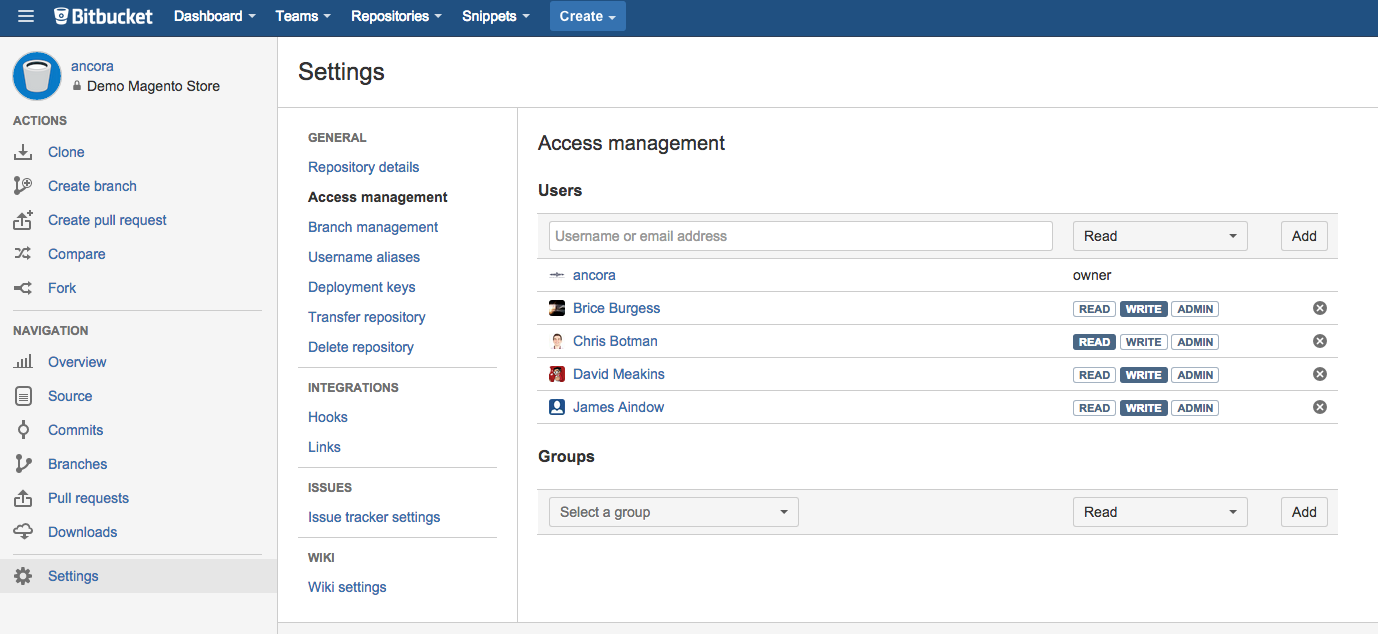 Bitbucket Dashboard Teams Repositories Snippets Create
ancora
Demo Magento Store
ACTIONS
Clone
Create branch
Create pull request
Compare
Fork
NAVIGATION
Overview
Source
Commits
Branches
Pull requests
Downloads
Settings
Settings
GENERAL
Repository details
Access management
Branch management
Username aliases
Deployment keys
Transfer repository
Delete repository
INTEGRATIONS
Hooks
Links
ISSUES
Issue tracker settings
WIKI
Wiki settings
Access management
Users
Username or email address Read Add
ancora owner
Brice Burgess READ WRITE ADMIN
Chris Botman READ WRITE ADMIN
David Meakins READ WRITE ADMIN
James Aindow READ WRITE ADMIN
Groups
Select a group Read Add